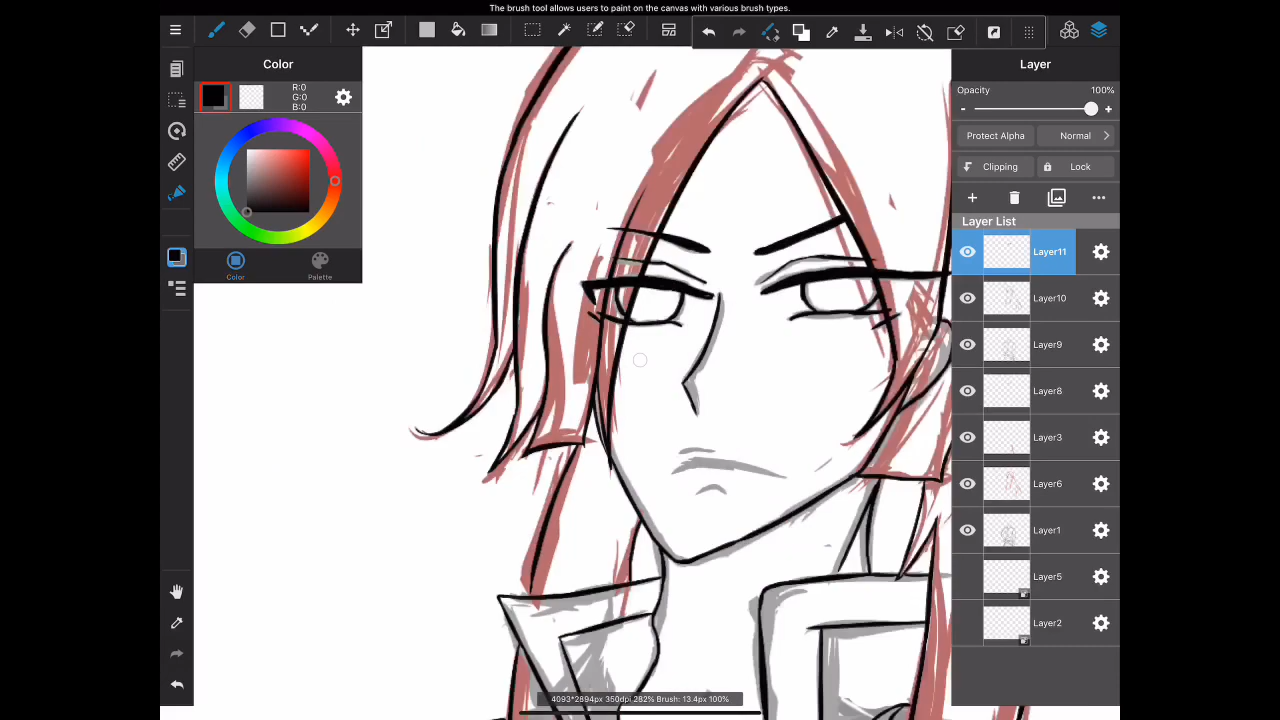 The brush tool allows users to paint on the canvas with various brush types.
Color
R:0
G:0
B:0
Color
Palette
Layer
Opacity
100%
-
+
Protect Alpha
Normal
Clipping
Lock
Layer List
Layer11
Layer10
Layer9
Layer8
Layer3
Layer6
Layer1
Layer5
Layer2
4093*2894px 350dpi 282% Brush: 13.4px 100%